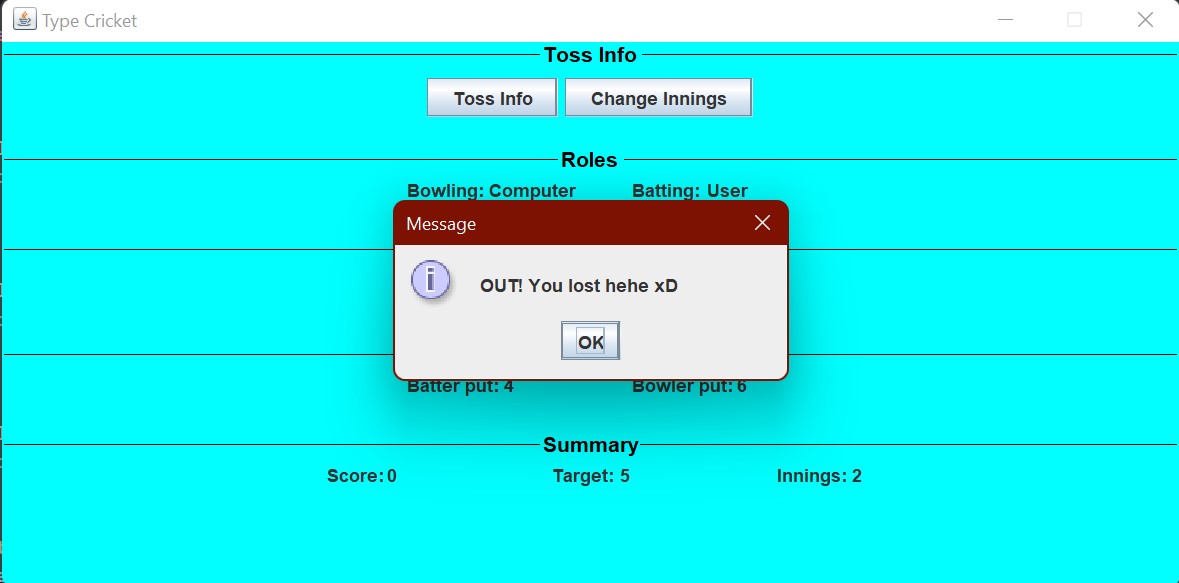 Type Cricket
Toss Info
Toss Info Change Innings
Roles
Bowling: Computer Batting: User
Message
OUT! You lost hehe xD
OK
Batter put: 4 Bowler put: 6
Summary
Score: 0 Target: 5 Innings: 2